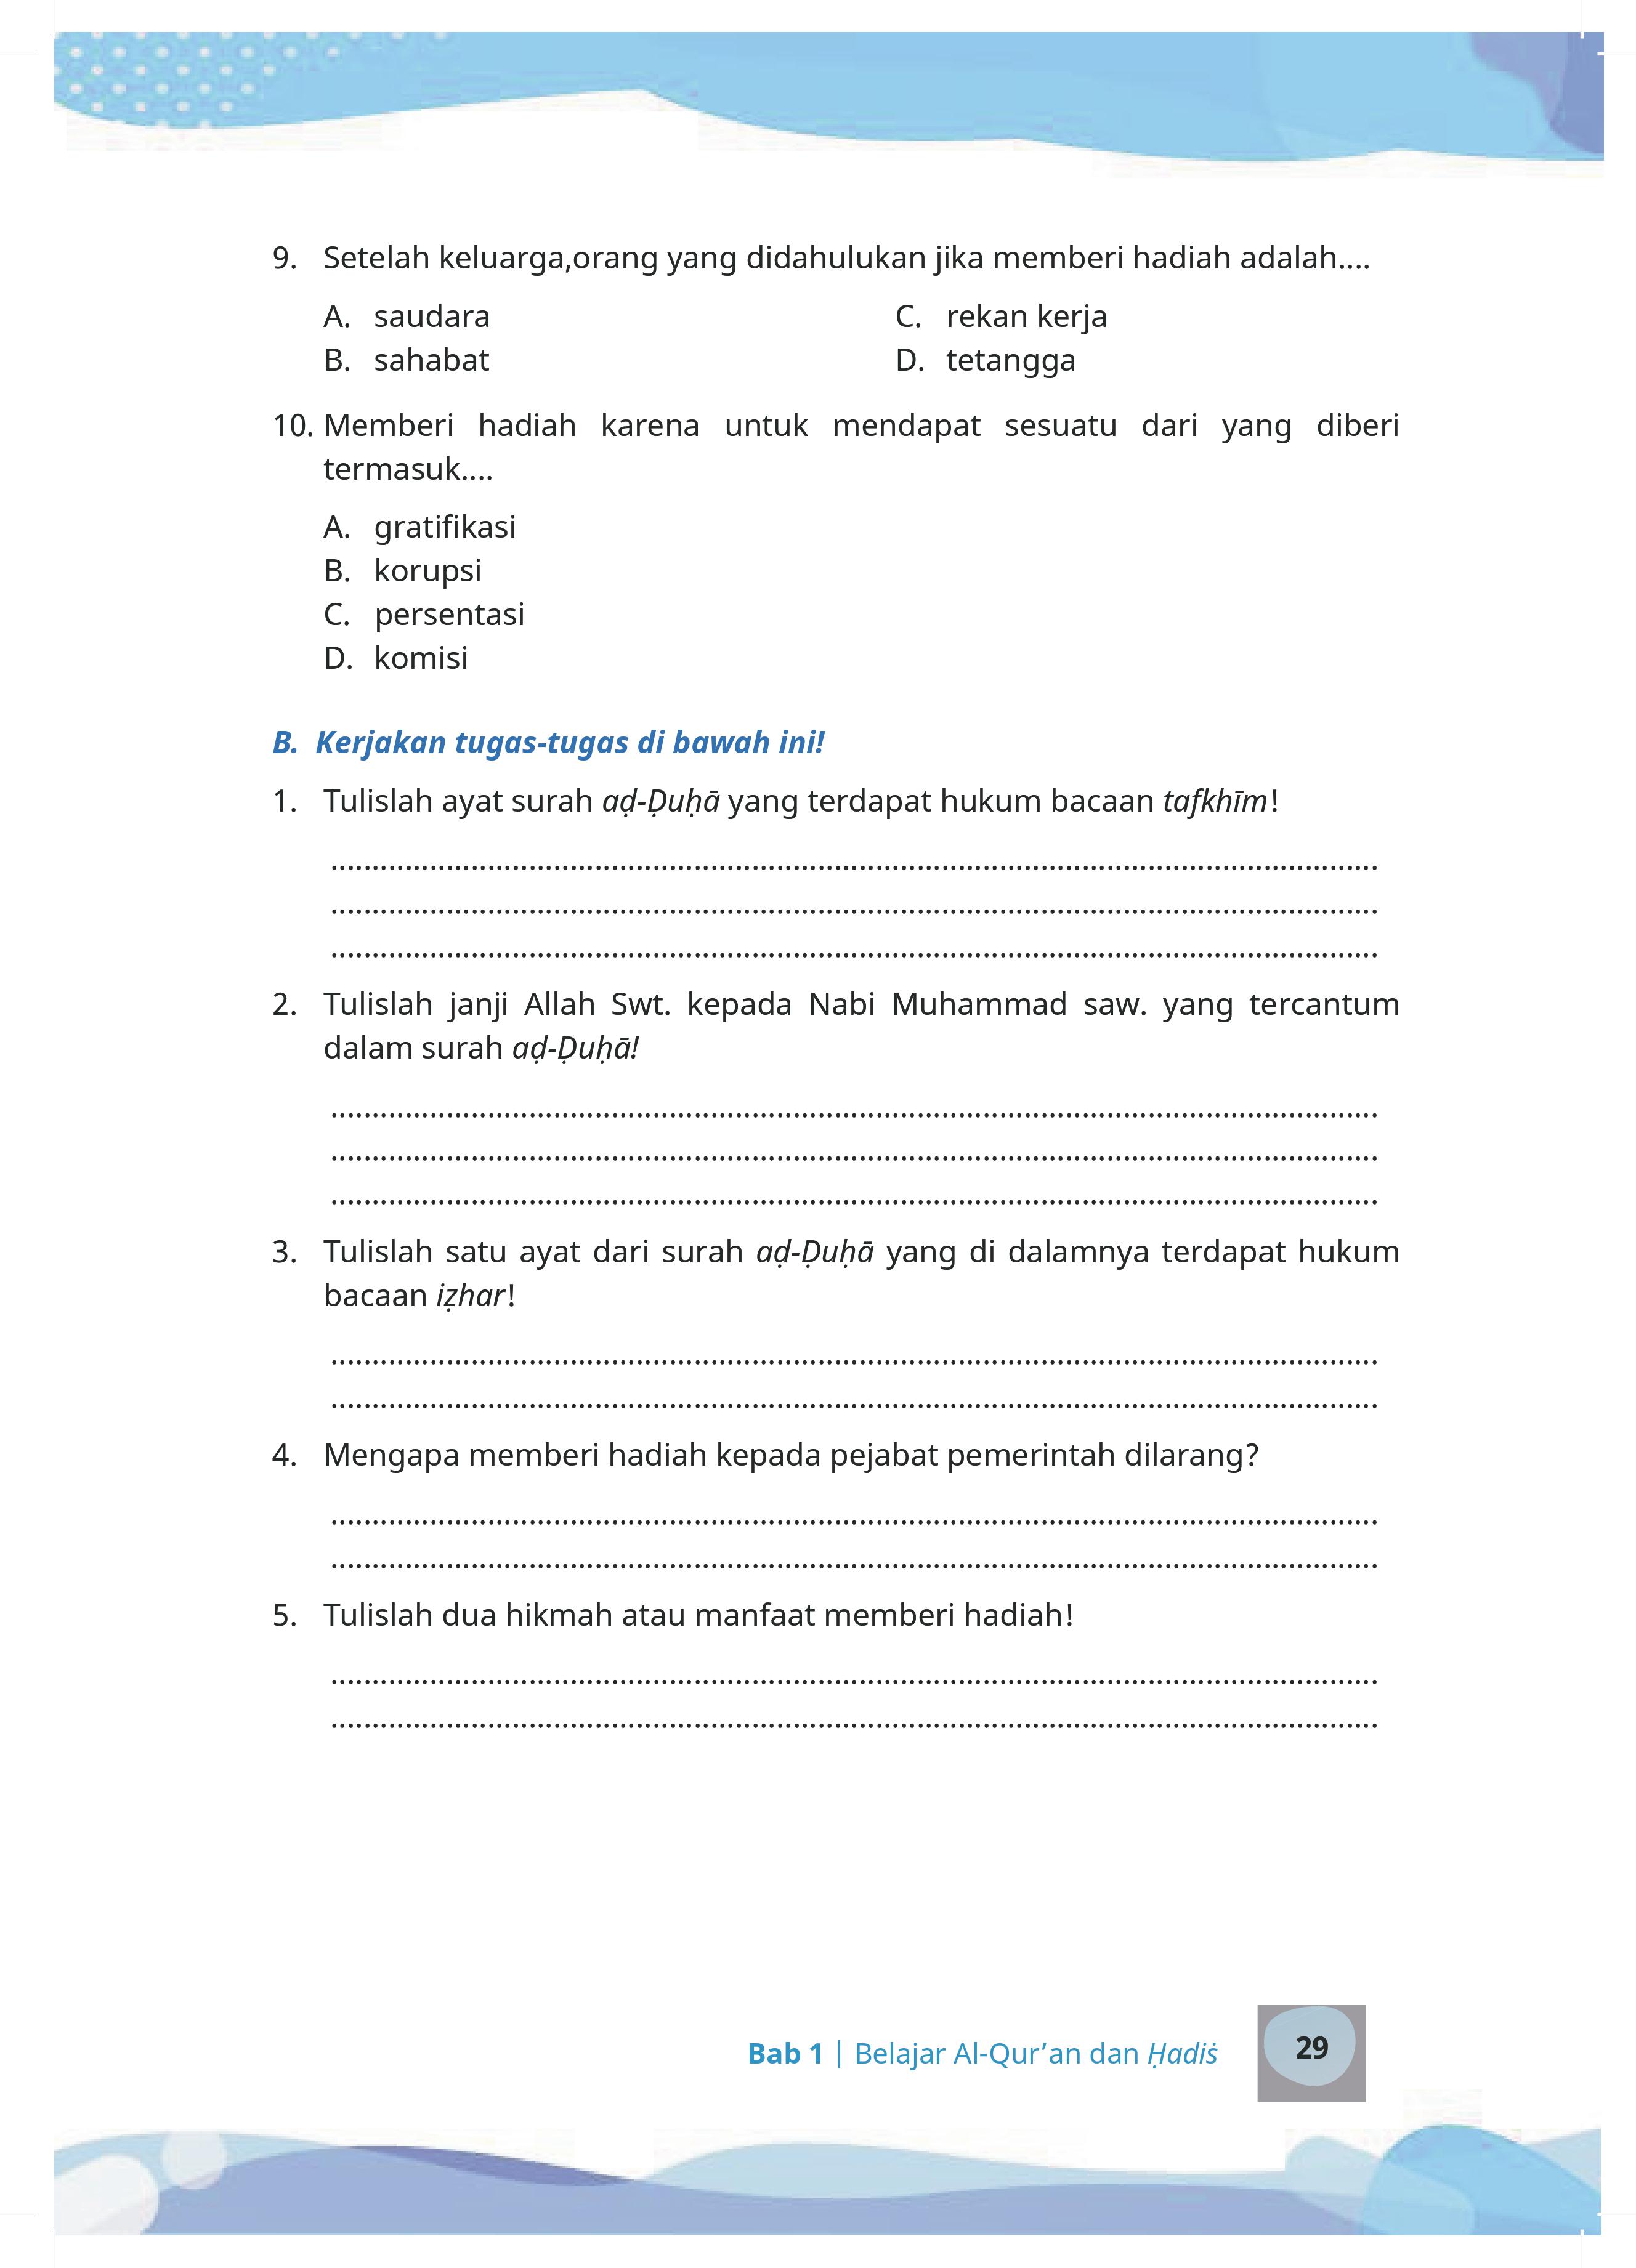 9. Setelah keluarga,orang yang didahulukan jika memberi hadiah adalah....
A. saudara
B. sahabat
C. rekan kerja
D. tetangga
10. Memberi hadiah karena untuk mendapat sesuatu dari yang diberi
termasuk....
A. gratifikasi
B. korupsi
C. persentasi
D. komisi
B. Kerjakan tugas-tugas di bawah ini!
1. Tulislah ayat surah aḍ-Ḍuḥā yang terdapat hukum bacaan tafkhīm!
2. Tulislah janji Allah Swt. kepada Nabi Muhammad saw. yang tercantum
dalam surah aḍ-Ḍuḥā!
3. Tulislah satu ayat dari surah aḍ-Ḍuḥā yang di dalamnya terdapat hukum
bacaan iẓhar!
4. Mengapa memberi hadiah kepada pejabat pemerintah dilarang?
5. Tulislah dua hikmah atau manfaat memberi hadiah!
Bab 1 | Belajar Al-Qur’an dan Ḥadiṡ
29